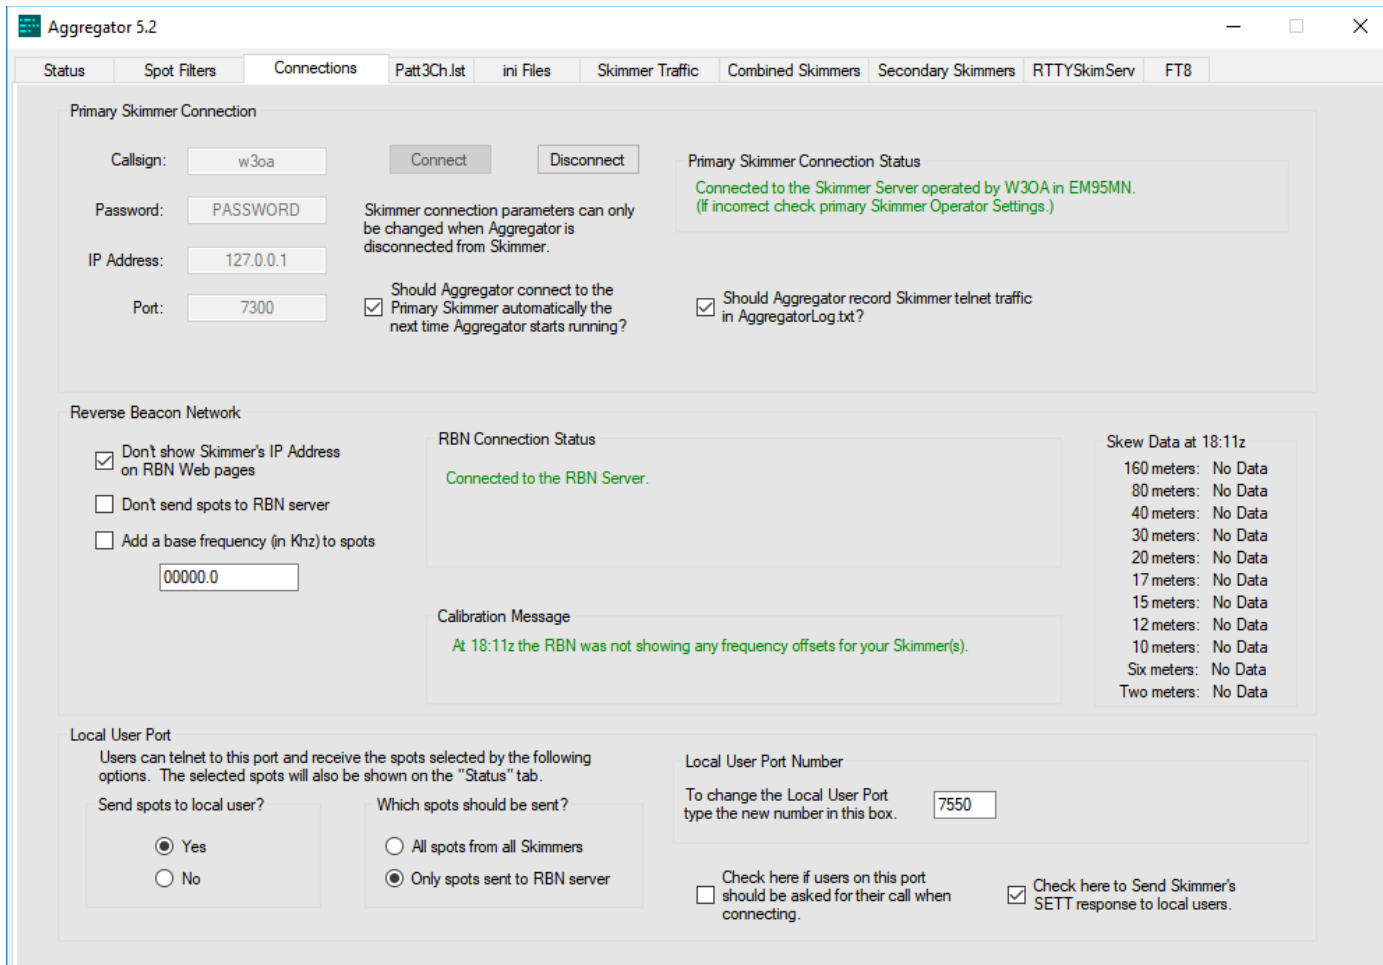 Aggregator 5.2
Status Spot Filters Connections Patt3Ch.lst ini Files Skimmer Traffic Combined Skimmers Secondary Skimmers RTTYSkimServ FT8
Primary Skimmer Connection
Callsign: w3oa
Password: PASSWORD
IP Address: 127.0.0.1
Port: 7300
Connect Disconnect
Skimmer connection parameters can only
be changed when Aggregator is
disconnected from Skimmer.
Should Aggregator connect to the
Primary Skimmer automatically the
next time Aggregator starts running?
Primary Skimmer Connection Status
Connected to the Skimmer Server operated by W3OA in EM95MN.
(If incorrect check primary Skimmer Operator Settings.)
Should Aggregator record Skimmer telnet traffic
in AggregatorLog.txt?
Reverse Beacon Network
Don't show Skimmer's IP Address
on RBN Web pages
Don't send spots to RBN server
Add a base frequency (in Khz) to spots
00000.0
RBN Connection Status
Connected to the RBN Server.
Calibration Message
At 18:11z the RBN was not showing any frequency offsets for your Skimmer(s).
Skew Data at 18:11z
160 meters: No Data
80 meters: No Data
40 meters: No Data
30 meters: No Data
20 meters: No Data
17 meters: No Data
15 meters: No Data
12 meters: No Data
10 meters: No Data
Six meters: No Data
Two meters: No Data
Local User Port
Users can telnet to this port and receive the spots selected by the following
options. The selected spots will also be shown on the "Status" tab.
Send spots to local user?
Yes
No
Which spots should be sent?
All spots from all Skimmers
Only spots sent to RBN server
Local User Port Number
To change the Local User Port
type the new number in this box.
7550
Check here if users on this port
should be asked for their call when
connecting.
Check here to Send Skimmer's
SETT response to local users.